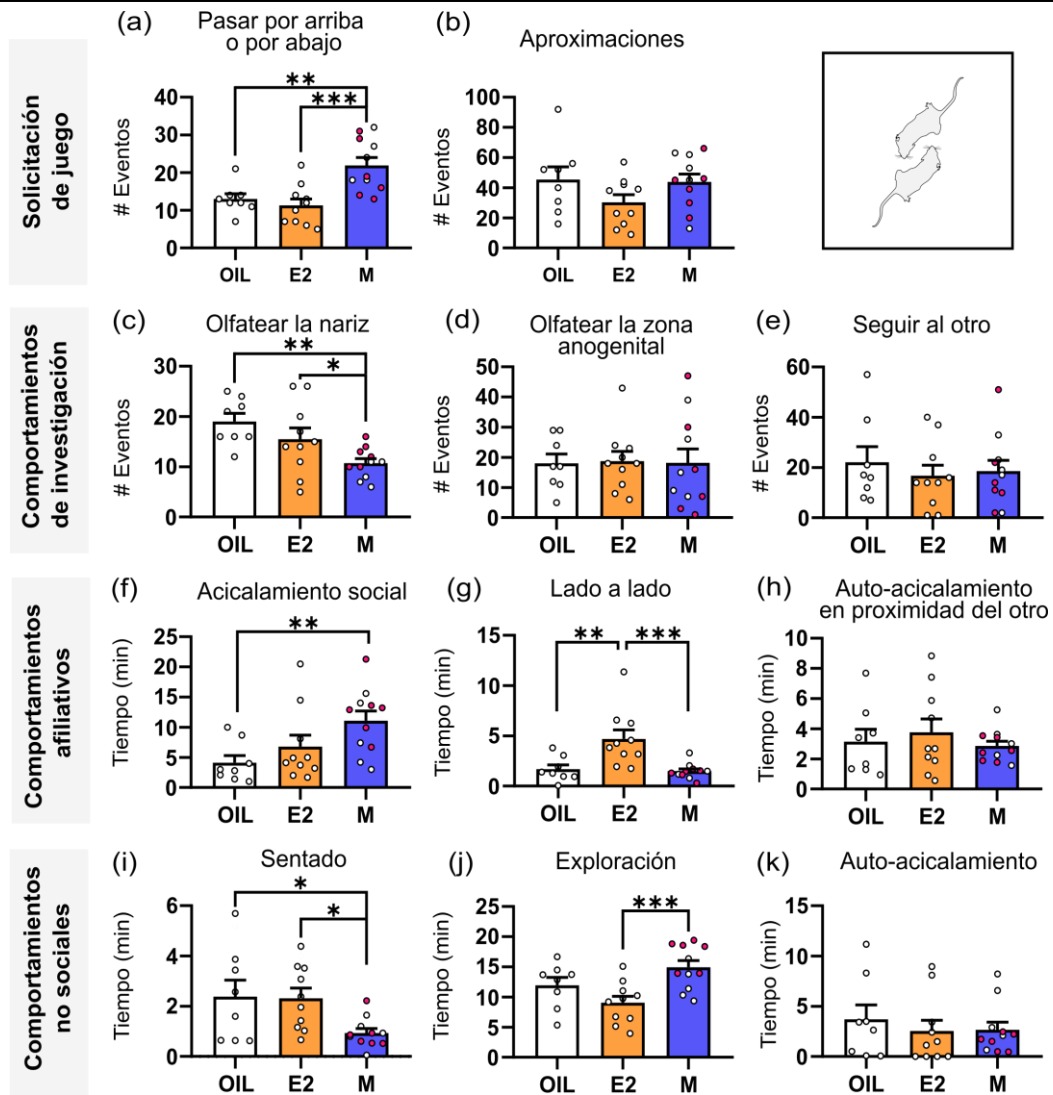 Solicitación
de juego
(a)
Pasar por arriba
o por abajo
**
***
# Eventos
40
30
20
10
0
OIL E2 M
(b)
Aproximaciones
# Eventos
100
80
60
40
20
0
OIL E2 M
Comportamientos
de investigación
(c)
Olfatear la nariz
**
*
# Eventos
30
20
10
0
OIL E2 M
(d)
Olfatear la zona
anogenital
# Eventos
50
40
30
20
10
0
OIL E2 M
(e)
Seguir al otro
# Eventos
60
40
20
0
OIL E2 M
Comportamientos
afiliativos
(f)
Acicalamiento social
**
Tiempo (min)
25
20
15
10
5
0
OIL E2 M
(g)
Lado a lado
** ***
Tiempo (min)
15
10
5
0
OIL E2 M
(h)
Auto-acicalamiento
en proximidad del otro
Tiempo (min)
10
8
6
4
2
0
OIL E2 M
Comportamientos
no sociales
(i)
Sentado
*
*
Tiempo (min)
6
4
2
0
OIL E2 M
(j)
Exploración
***
Tiempo (min)
25
20
15
10
5
0
OIL E2 M
(k)
Auto-acicalamiento
Tiempo (min)
15
10
5
0
OIL E2 M